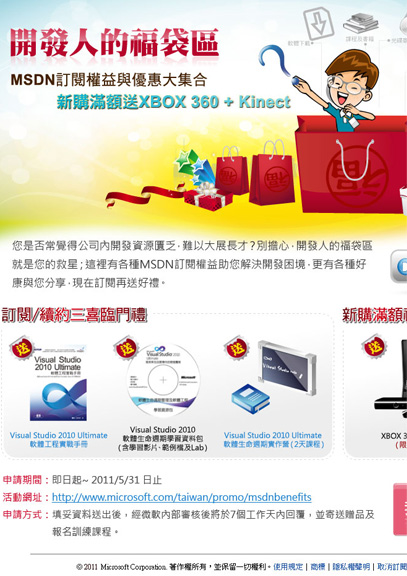 軟體下載
開發人的福袋區
MSDN訂閱權益與優惠大集合
新購滿額送XBOX 360 + Kinect
您是否常覺得公司內開發資源匱乏，難以大展長才？別擔心，開發人的福袋區
就是您的救星；這裡有各種MSDN訂閱權益助您解決開發困境，更有各種好
康與您分享，現在訂閱再送好禮。
訂閱/續約三喜臨門禮
新購滿額
送
送
送
送
Visual Studio
2010 Ultimate
Visual Studio 2010 Ultimate
軟體工程實戰手冊
Visual Studio 2010
軟體生命週期學習資料包
(含學習影片、範例檔及Lab)
Visual Studio 2010 Ultimate
軟體生命週期實作營(2天課程)
XBOX 3
(限
申請期間：即日起~ 2011/5/31 日止
活動網址：http://www.microsoft.com/taiwan/promo/msdnbenefits
申請方式：填妥資料送出後，經微軟內部審核後將於7個工作天內回覆，並寄送贈品及
報名訓練課程。
© 2011 Microsoft Corporation. 著作權所有，並保留一切權利。使用規定 | 商標 | 隱私權聲明 | 取消訂閱